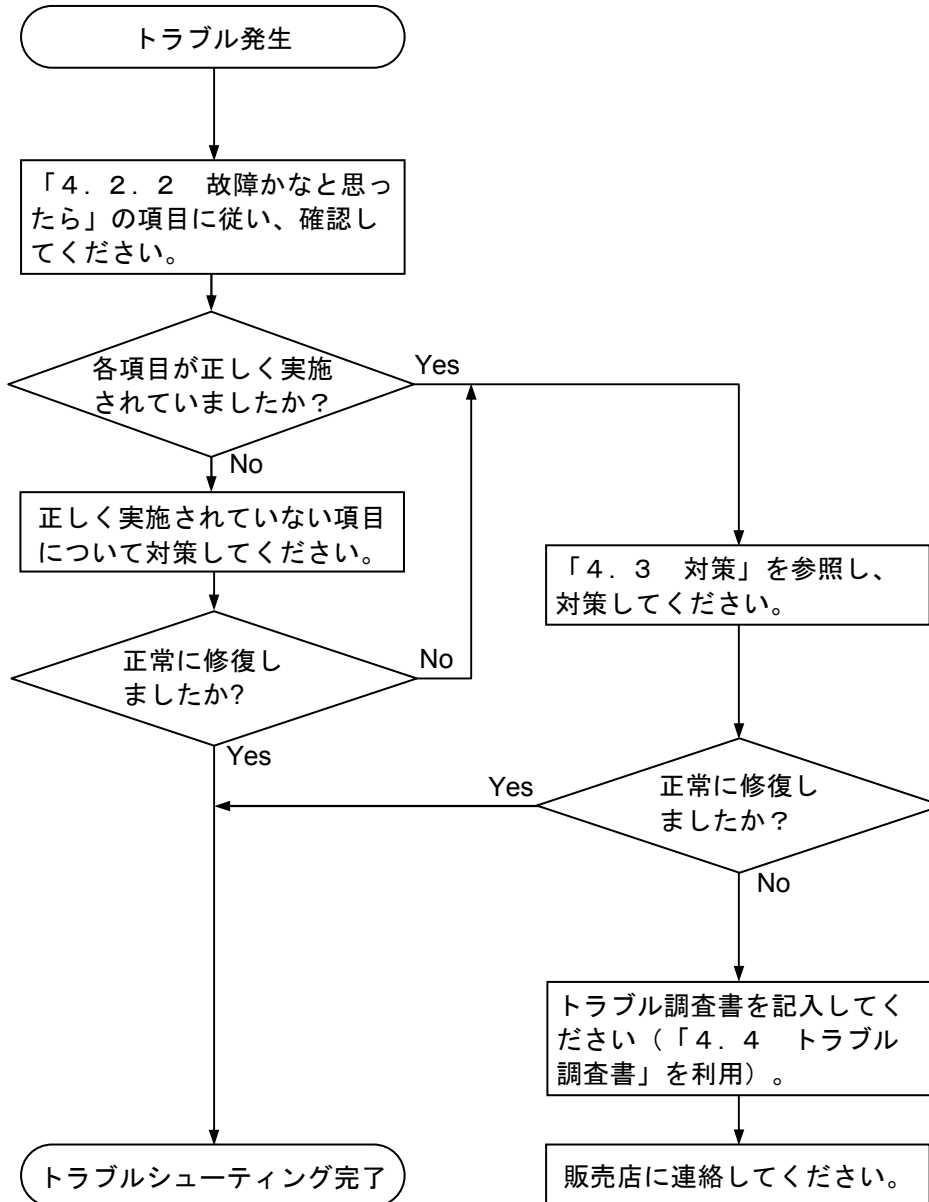 トラブル発生
「４．２．２　故障かなと思っ
たら」の項目に従い、確認し
てください。
各項目が正しく実施
されていましたか？
Yes
No
正しく実施されていない項目
について対策してください。
「４．３　対策」を参照し、
対策してください。
正常に修復し
ましたか?
No
Yes
正常に修復し
ましたか？
Yes
No
トラブル調査書を記入してく
ださい（「４．４　トラブル
調査書」を利用）。
トラブルシューティング完了
販売店に連絡してください。